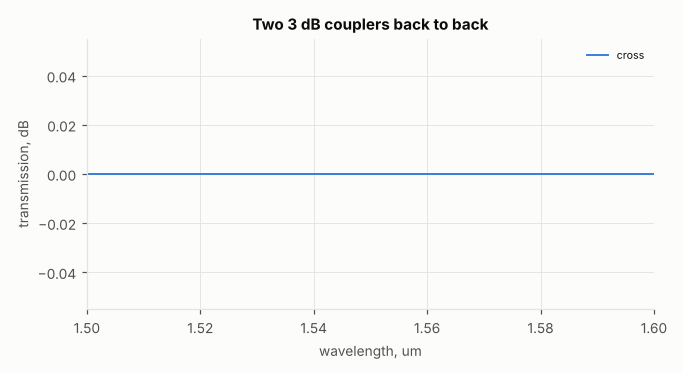 Two 3 dB couplers back to back
cross
transmission, dB
0.04
0.02
0.00
−0.02
−0.04
1.50 1.52 1.54 1.56 1.58 1.60
wavelength, um